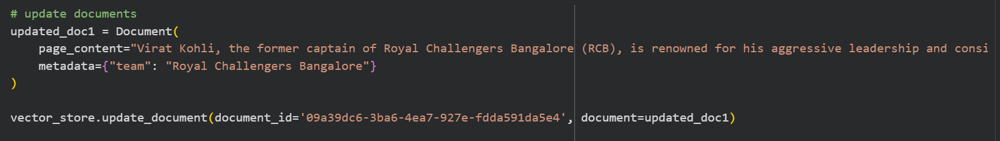 # update documents
updated_doc1 = Document(
    page_content="Virat Kohli, the former captain of Royal Challengers Bangalore (RCB), is renowned for his aggressive leadership and consi
    metadata={"team": "Royal Challengers Bangalore"}
)
vector_store.update_document(document_id='09a39dc6-3ba6-4ea7-927e-fdda591da5e4', document=updated_doc1)